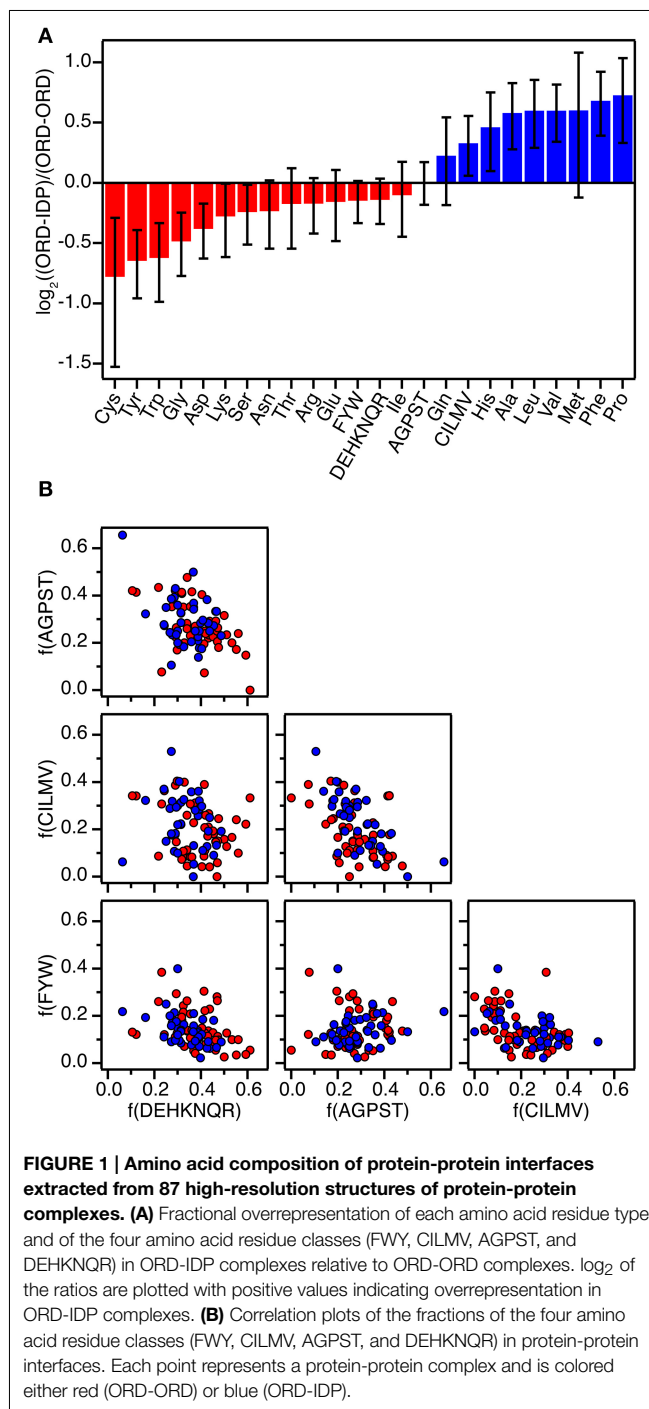 A
log2((ORD-IDP)/(ORD-ORD)
1.0
0.5
0.0
-0.5
-1.0
-1.5
Cys
Tyr
Trp
Gly
Asp
Lys
Ser
Asn
Thr
Arg
Glu
FYW
DEHKNQR
Ile
AGPST
Gln
CILMV
His
Ala
Leu
Val
Met
Phe
Pro
B
f(AGPST)
0.6
0.4
0.2
0.0
f(CILMV)
0.6
0.4
0.2
0.0
f(FYW)
0.6
0.4
0.2
0.0
0.0 0.2 0.4 0.6
f(DEHKNQR)
0.0 0.2 0.4 0.6
f(AGPST)
0.0 0.2 0.4 0.6
f(CILMV)
FIGURE 1 | Amino acid composition of protein-protein interfaces
extracted from 87 high-resolution structures of protein-protein
complexes. (A) Fractional overrepresentation of each amino acid residue type
and of the four amino acid residue classes (FWY, CILMV, AGPST, and
DEHKNQR) in ORD-IDP complexes relative to ORD-ORD complexes. log2 of
the ratios are plotted with positive values indicating overrepresentation in
ORD-IDP complexes. (B) Correlation plots of the fractions of the four amino
acid residue classes (FWY, CILMV, AGPST, and DEHKNQR) in protein-protein
interfaces. Each point represents a protein-protein complex and is colored
either red (ORD-ORD) or blue (ORD-IDP).